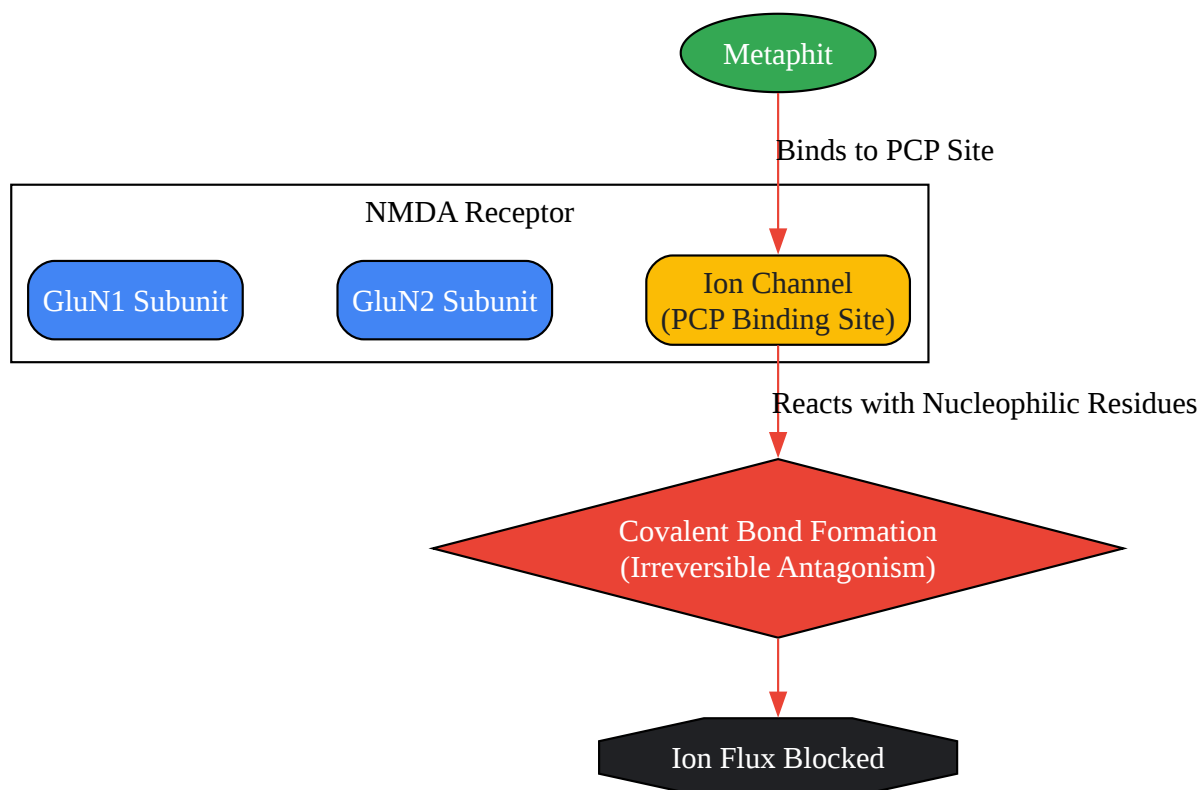 Metaphit
Binds to PCP Site
NMDA Receptor
GluN1 Subunit
GluN2 Subunit
Ion Channel
(PCP Binding Site)
Reacts with Nucleophilic Residues
Covalent Bond Formation
(Irreversible Antagonism)
Ion Flux Blocked